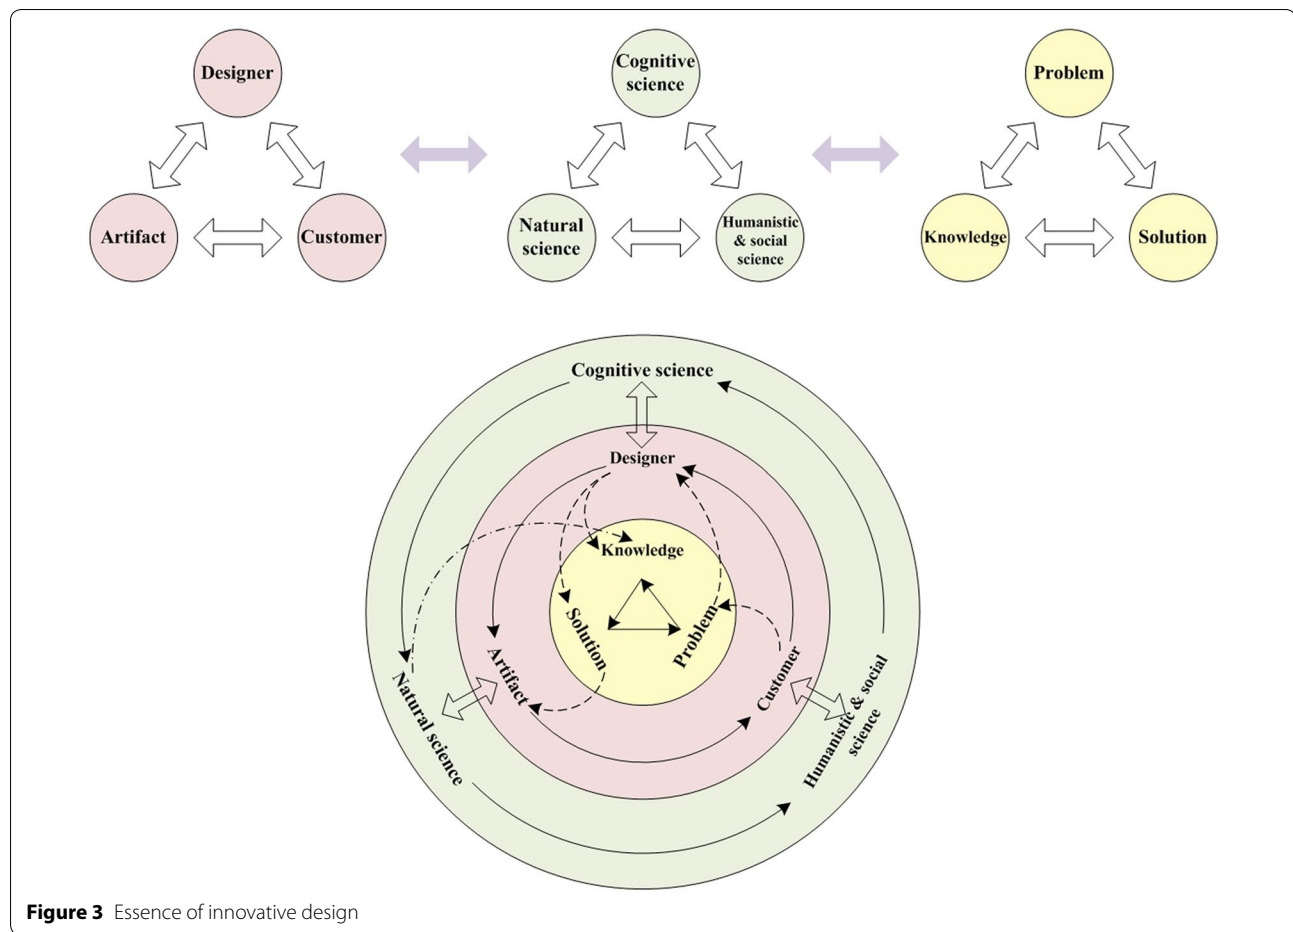 Designer
Artifact
Customer
Cognitive
science
Natural
science
Humanistic
& social
science
Problem
Knowledge
Solution
Cognitive science
Designer
Knowledge
Solution
Problem
Artifact
Customer
Natural science
Humanistic & social
science
Figure 3 Essence of innovative design